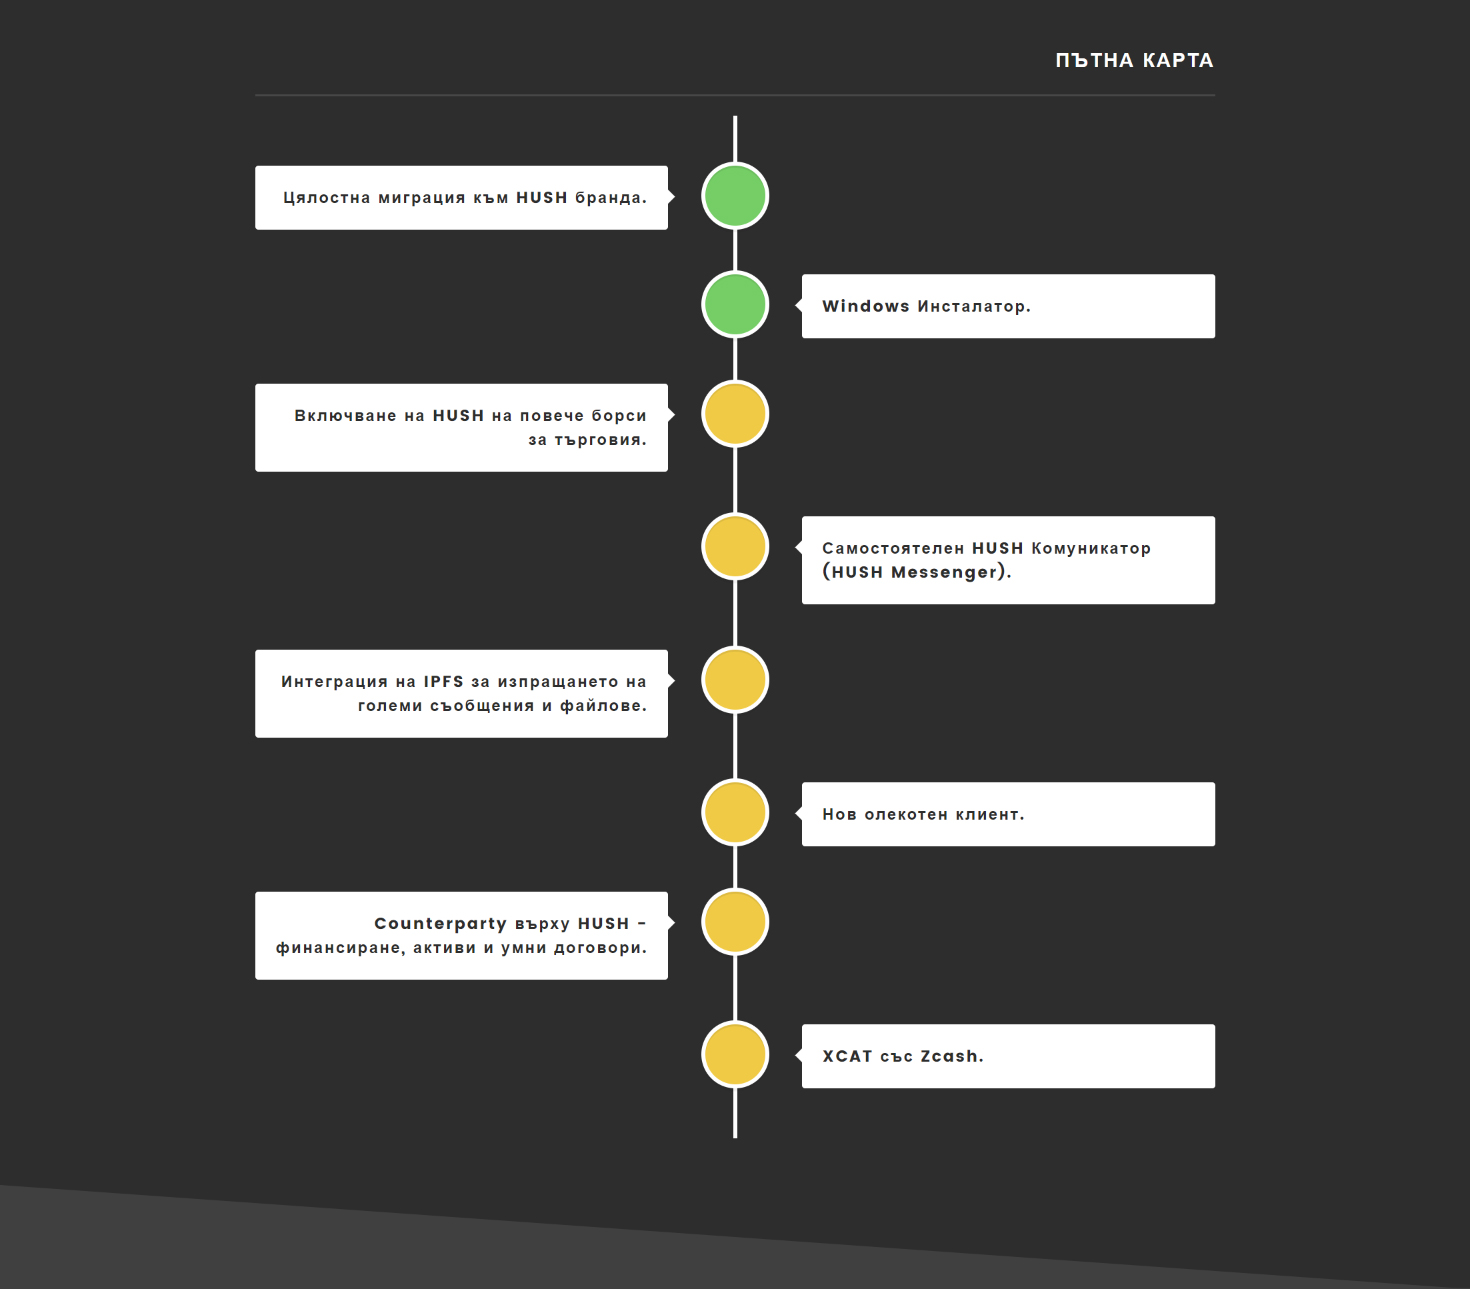 ПЪТНА КАРТА
Цялостна миграция към HUSH бранда.
Windows Инсталатор.
Включване на HUSH на повече борси
за търговия.
Самостоятелен HUSH Комуникатор
(HUSH Messenger).
Интеграция на IPFS за изпращането на
големи съобщения и файлове.
Нов олекотен клиент.
Counterparty върху HUSH -
финансиране, активи и умни договори.
XCAT със Zcash.